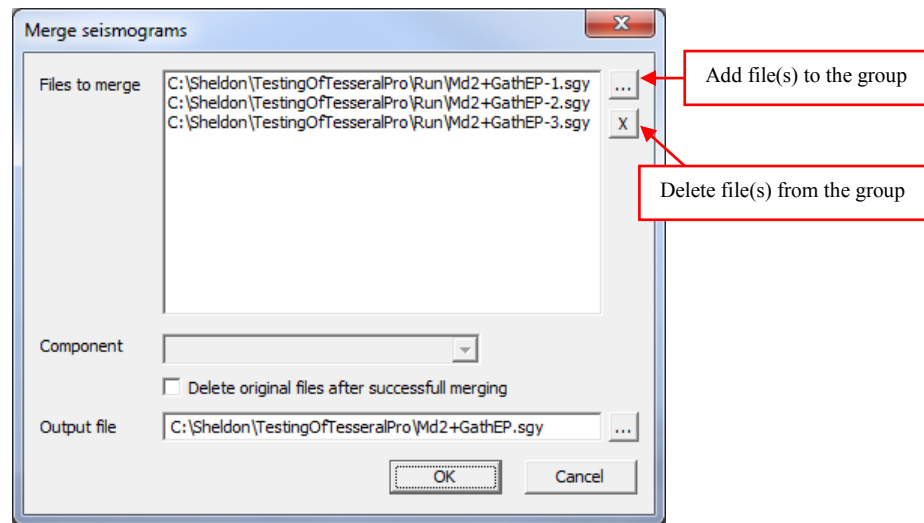 Merge seismograms
x
Files to merge
C:\Sheldon\TestingOfTesseralPro\Run\Md2+GathEP-1.sgy
C:\Sheldon\TestingOfTesseralPro\Run\Md2+GathEP-2.sgy
C:\Sheldon\TestingOfTesseralPro\Run\Md2+GathEP-3.sgy
...
Add file(s) to the group
X
Delete file(s) from the group
Component
Delete original files after successfull merging
Output file
C:\Sheldon\TestingOfTesseralPro\Md2+GathEP.sgy
...
OK
Cancel